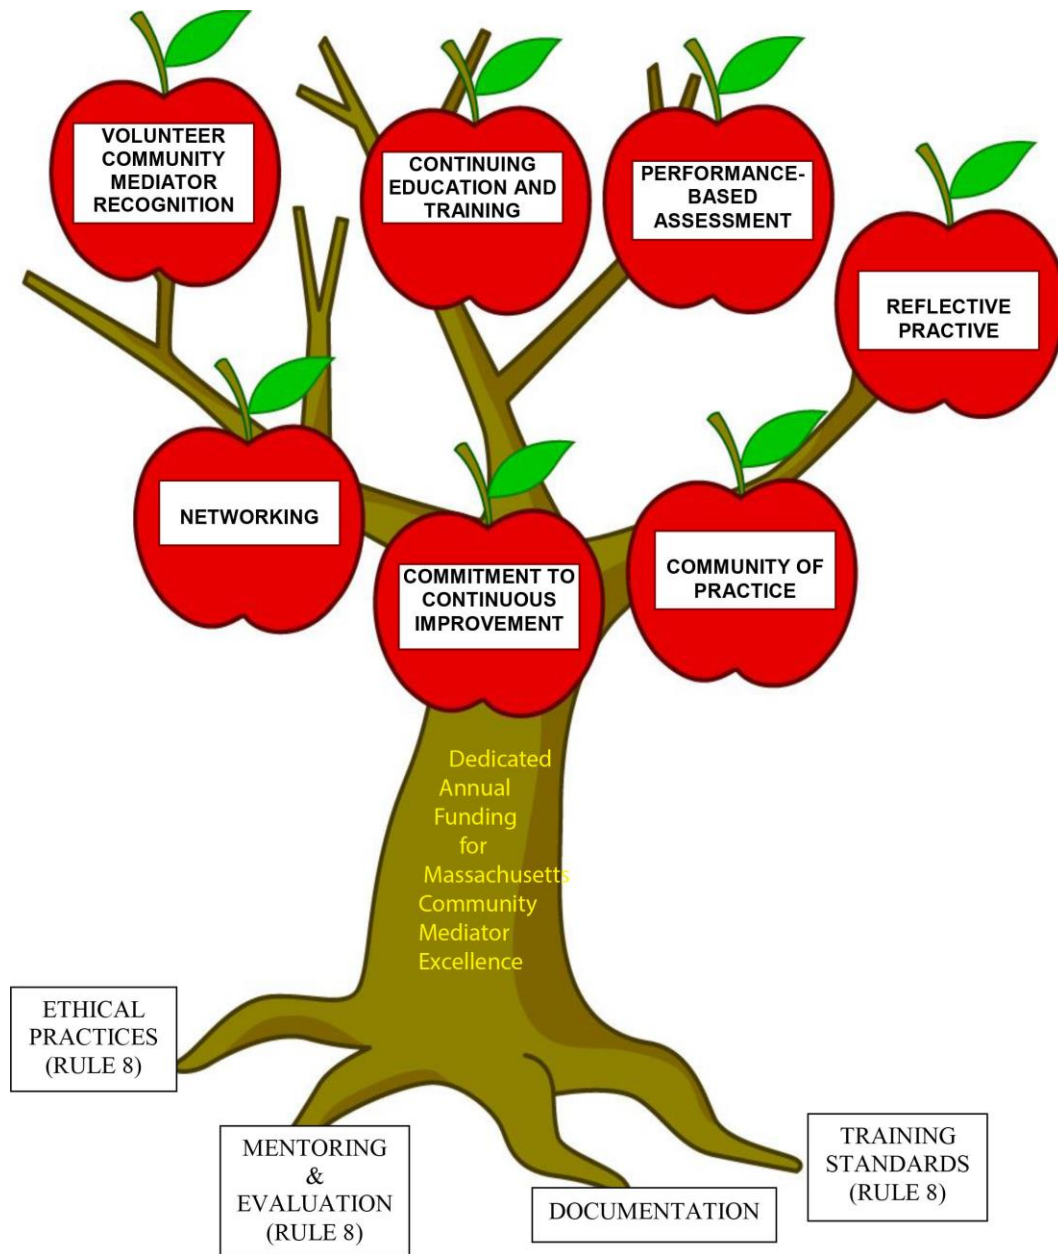 VOLUNTEER
COMMUNITY
MEDIATOR
RECOGNITION
CONTINUING
EDUCATION AND
TRAINING
PERFORMANCE-
BASED
ASSESSMENT
REFLECTIVE
PRACTIVE
NETWORKING
COMMITMENT TO
CONTINUOUS
IMPROVEMENT
COMMUNITY OF
PRACTICE
Dedicated
Annual
Funding
for
Massachusetts
Community
Mediator
Excellence
ETHICAL
PRACTICES
(RULE 8)
MENTORING
&
EVALUATION
(RULE 8)
DOCUMENTATION
TRAINING
STANDARDS
(RULE 8)